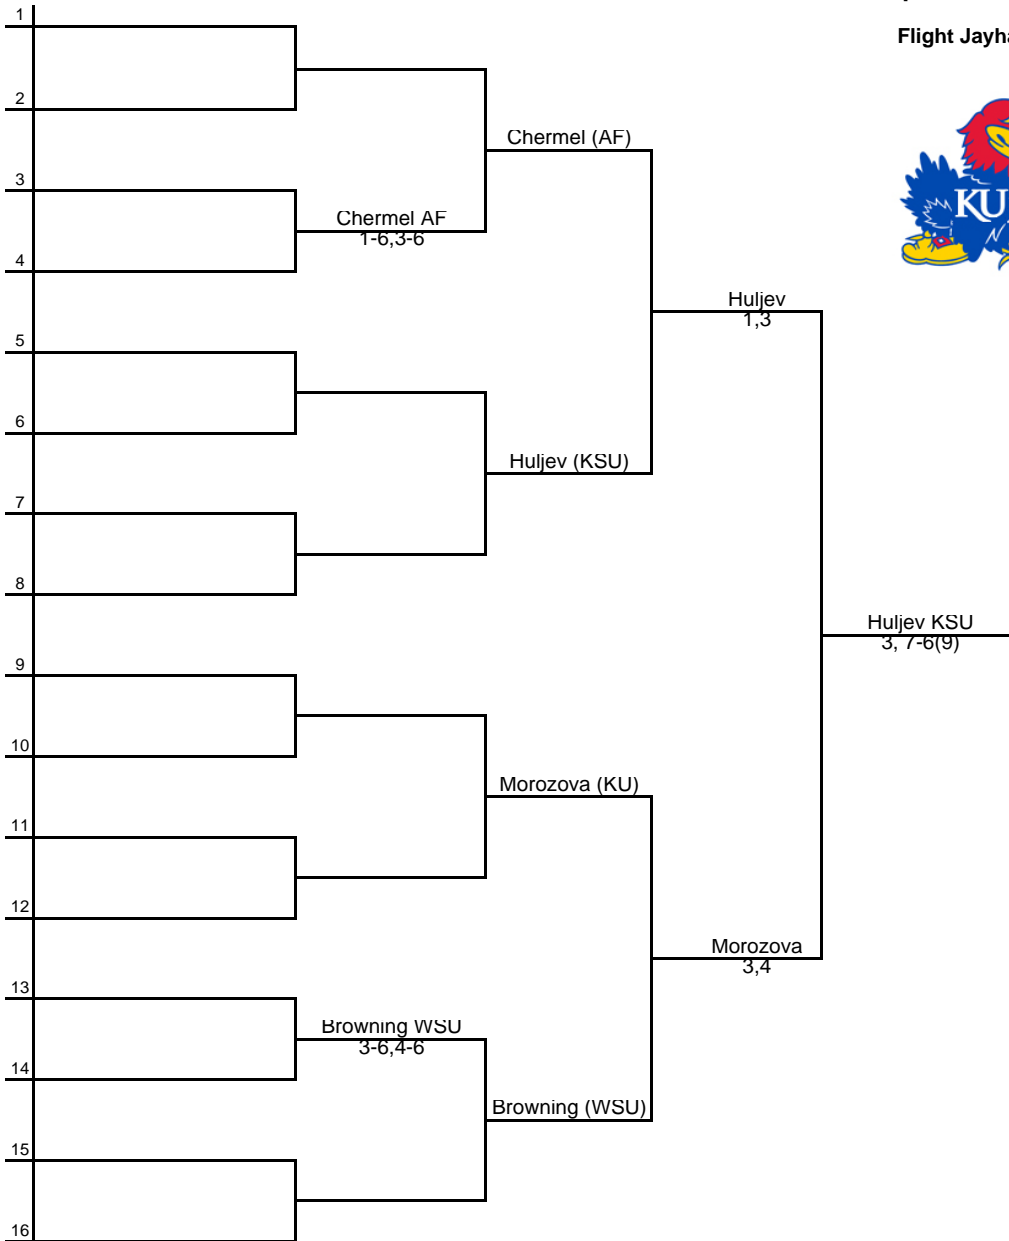 1
Flight Jayha
2
Chermel (AF)
3
KU
Chermel AF
1-6,3-6
4
Huljev
1,3
5
6
Huljev (KSU)
7
8
Huljev KSU
3, 7-6(9)
9
10
Morozova (KU)
11
12
Morozova
3,4
13
Browning WSU
3-6,4-6
14
Browning (WSU)
15
16